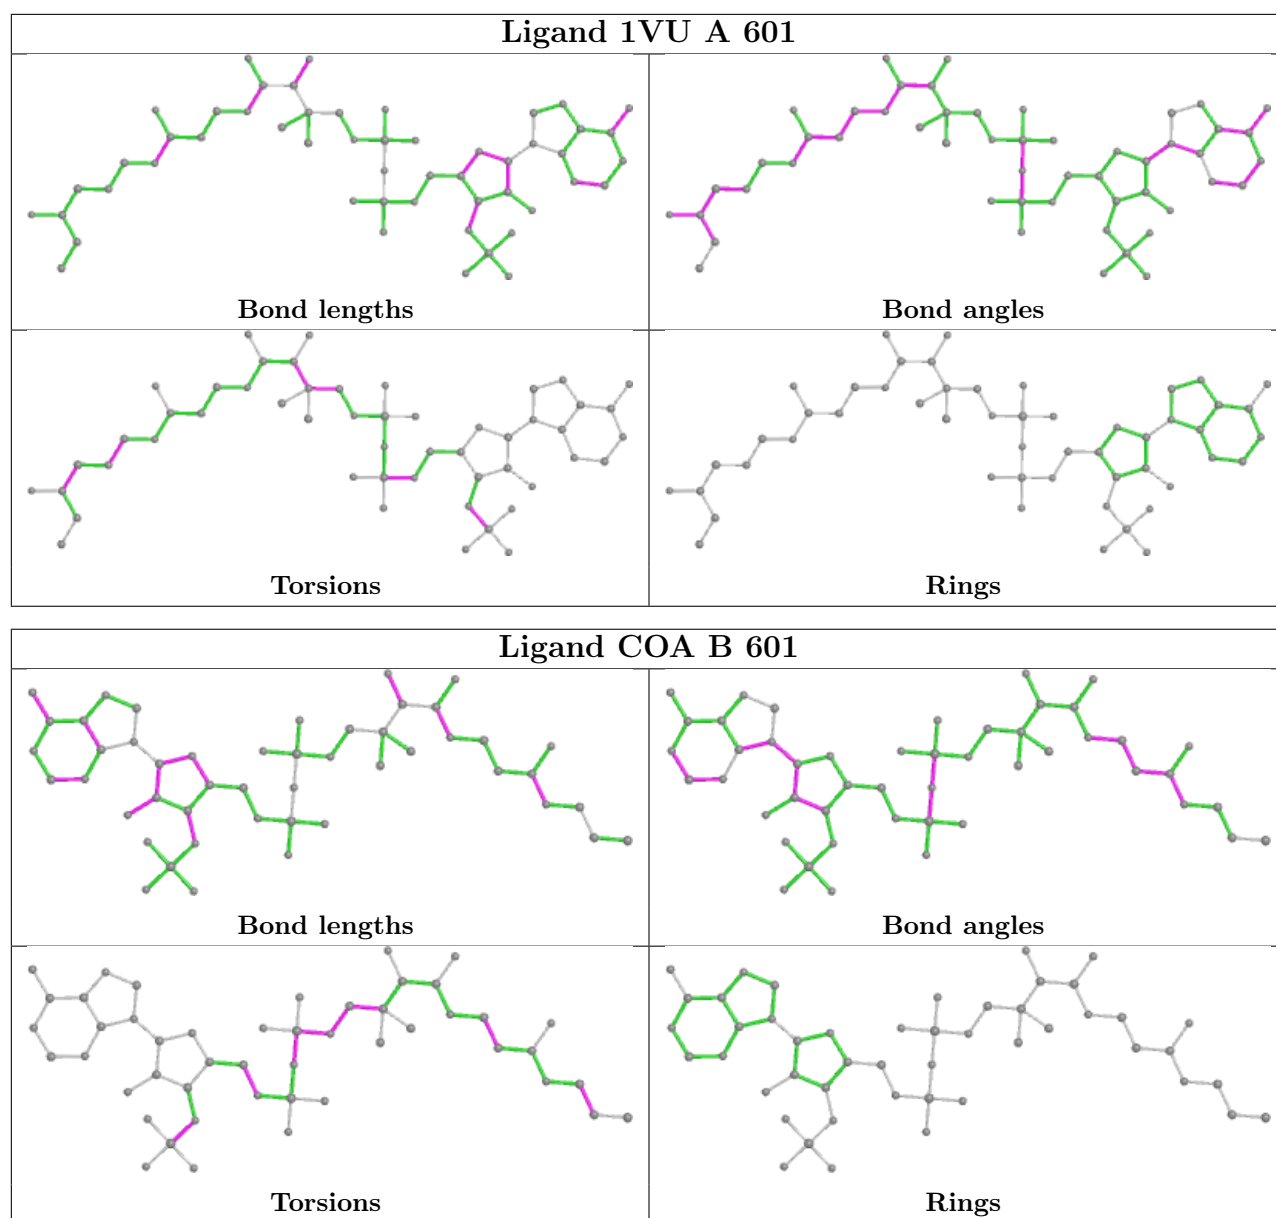 Ligand 1VU A 601
Bond lengths
Bond angles
Torsions
Rings
Ligand COA B 601
Bond lengths
Bond angles
Torsions
Rings